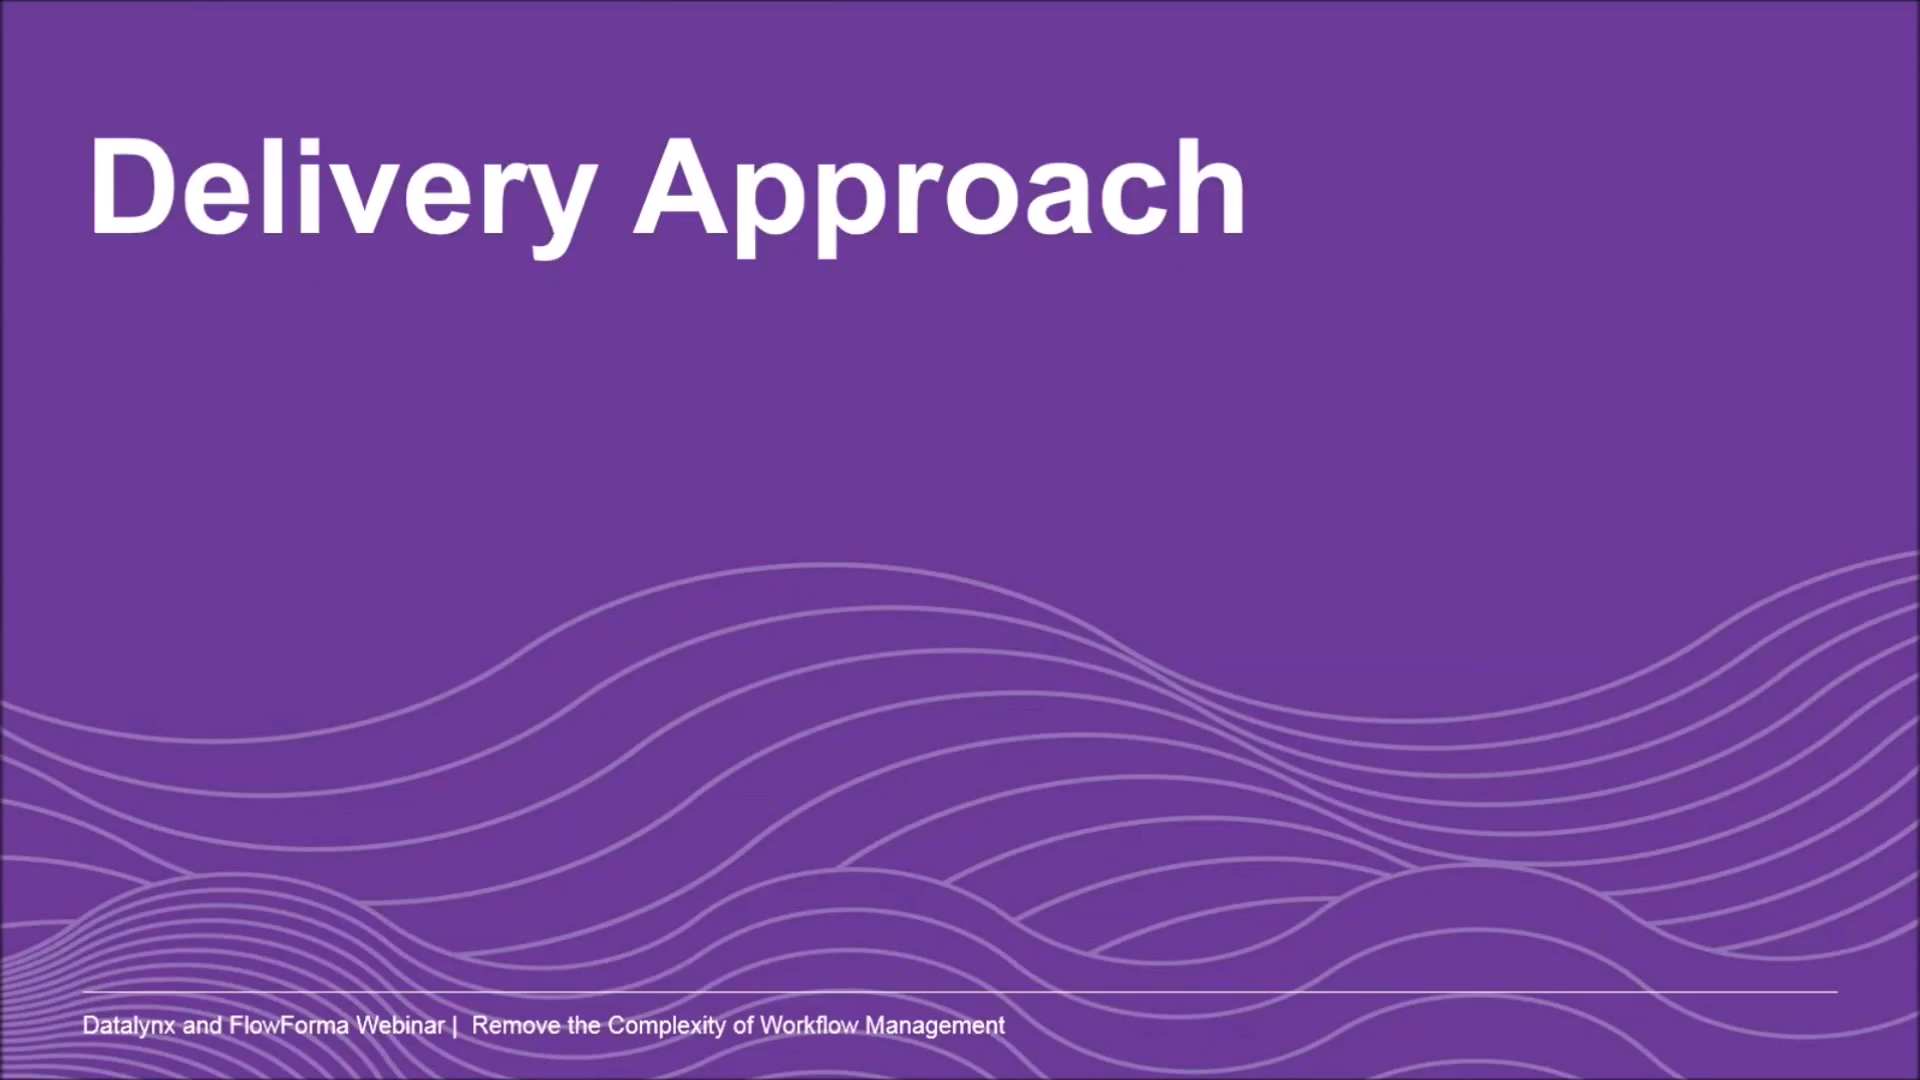 Delivery Approach
Datalynx and FlowForma Webinar | Remove the Complexity of Workflow Management